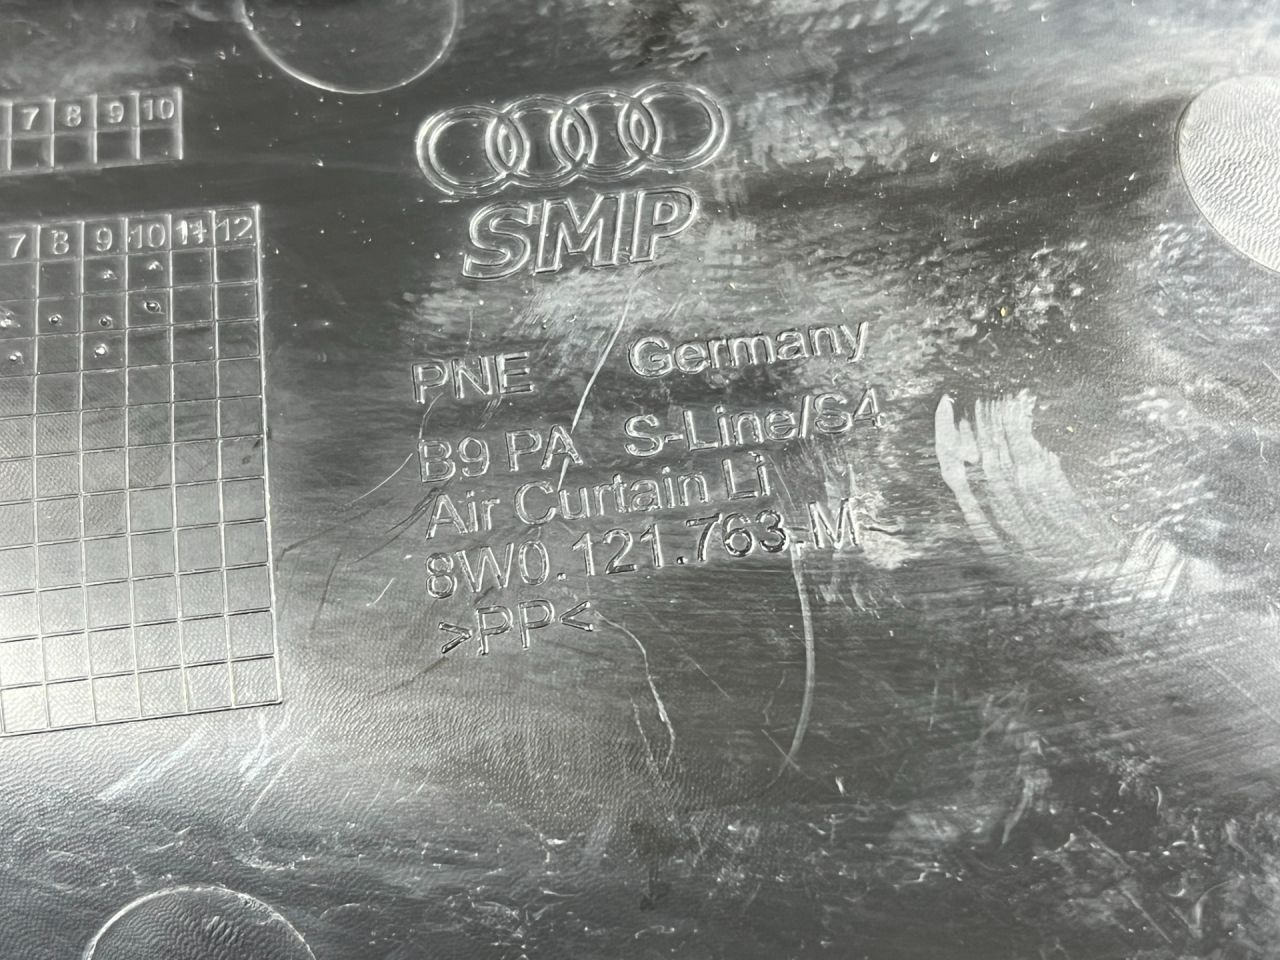 7 8 9 10
7 8 9 10 11 12
SMP
PNE Germany
B9 PA S-Line/S4
Air Curtain Li
8W0.121.763.M
>PP<